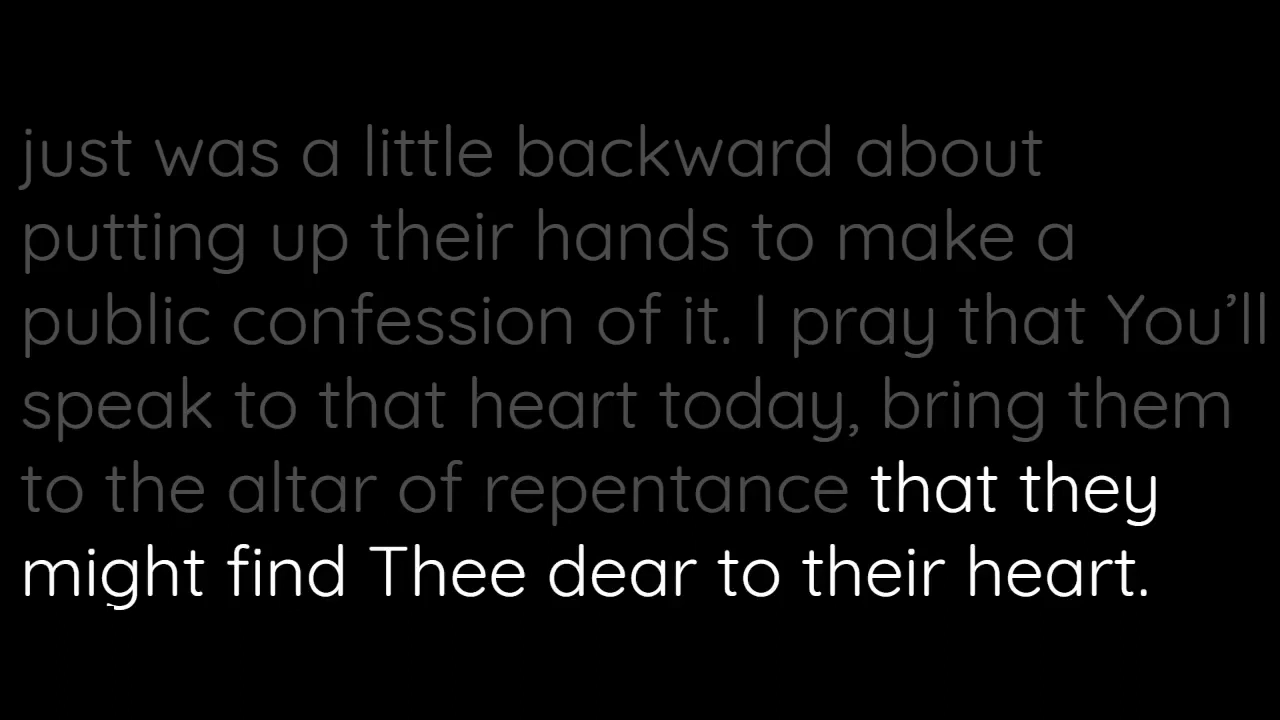 just was a little backward about
putting up their hands to make a
public confession of it. I pray that You’ll
speak to that heart today, bring them
to the altar of repentance that they
might find Thee dear to their heart.